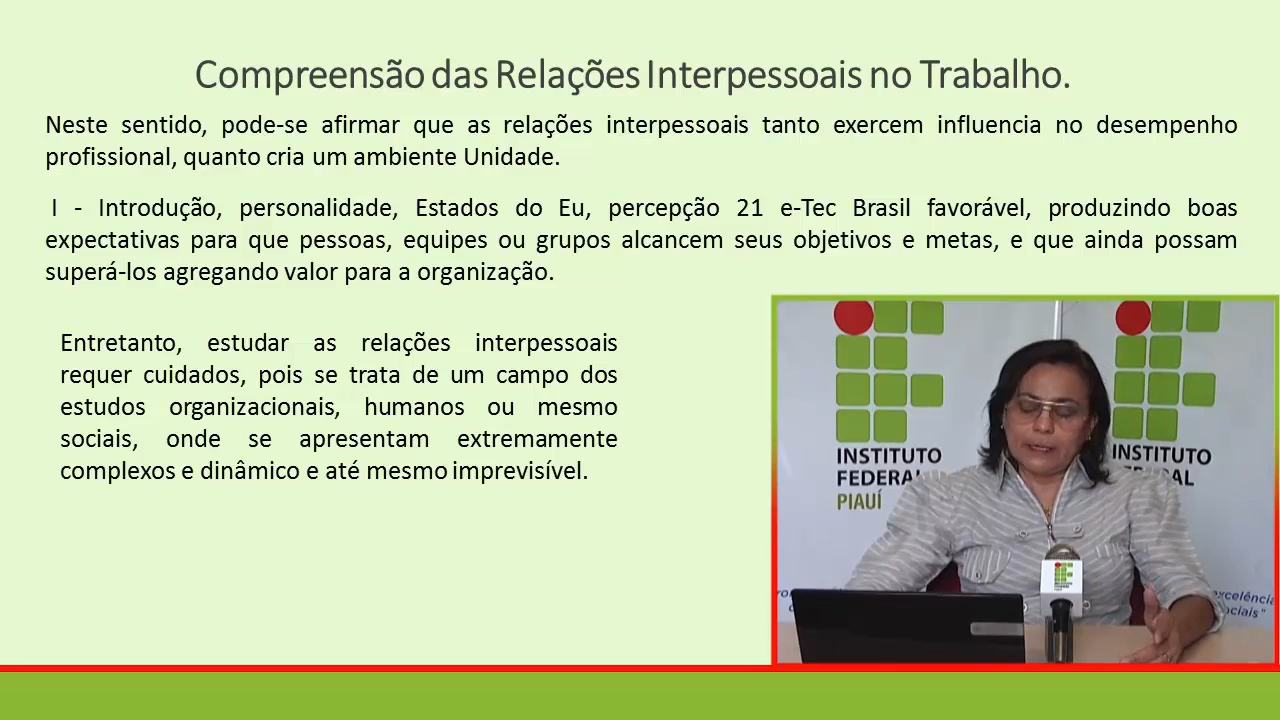 Compreensão das Relações Interpessoais no Trabalho.
Neste sentido, pode-se afirmar que as relações interpessoais tanto exercem influencia no desempenho
profissional, quanto cria um ambiente Unidade.
I - Introdução, personalidade, Estados do Eu, percepção 21 e-Tec Brasil favorável, produzindo boas
expectativas para que pessoas, equipes ou grupos alcancem seus objetivos e metas, e que ainda possam
superá-los agregando valor para a organização.
Entretanto, estudar as relações interpessoais
requer cuidados, pois se trata de um campo dos
estudos organizacionais, humanos ou mesmo
sociais, onde se apresentam extremamente
complexos e dinâmico e até mesmo imprevisível.
INSTITUTO
FEDERAL
PIAUÍ
INSTITUTO